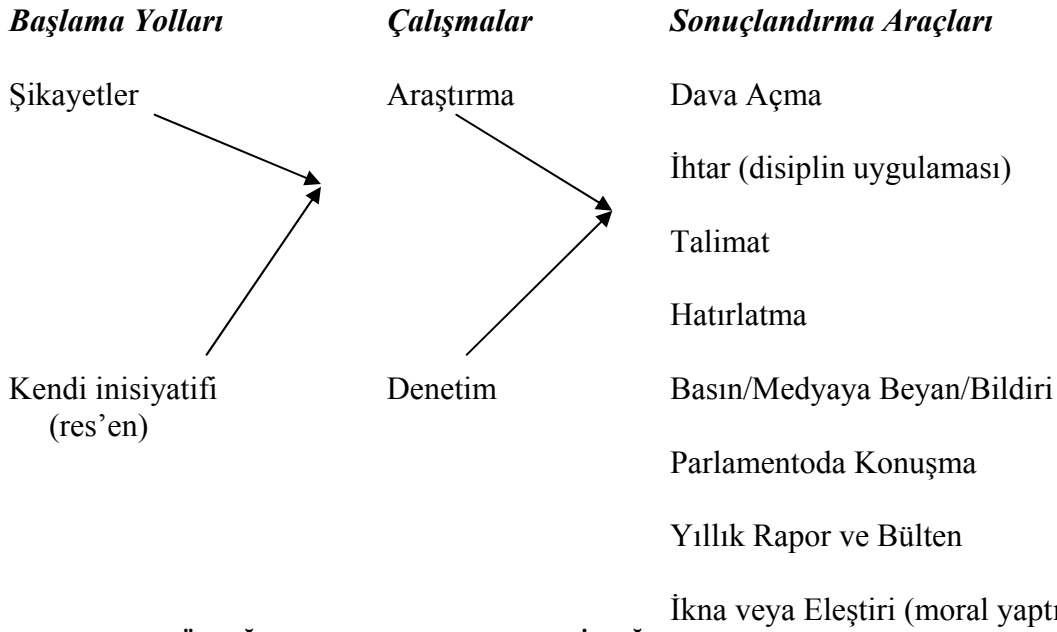 Başlama Yolları Çalışmalar Sonuçlandırma Araçları
Şikayetler Araştırma Dava Açma
İhtar (disiplin uygulaması)
Talimat
Hatırlatma
Kendi inisiyatifi Denetim Basın/Medyaya Beyan/Bildiri
(res’en)
Parlamentoda Konuşma
Yıllık Rapor ve Bülten
İkna veya Eleştiri (moral